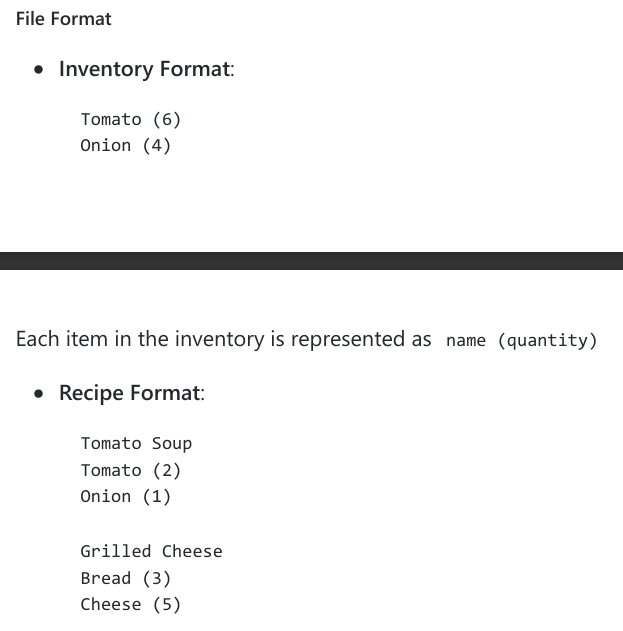 File Format
• Inventory Format:
Tomato (6)
Onion (4)
Each item in the inventory is represented as name (quantity)
• Recipe Format:
Tomato Soup
Tomato (2)
Onion (1)
Grilled Cheese
Bread (3)
Cheese (5)